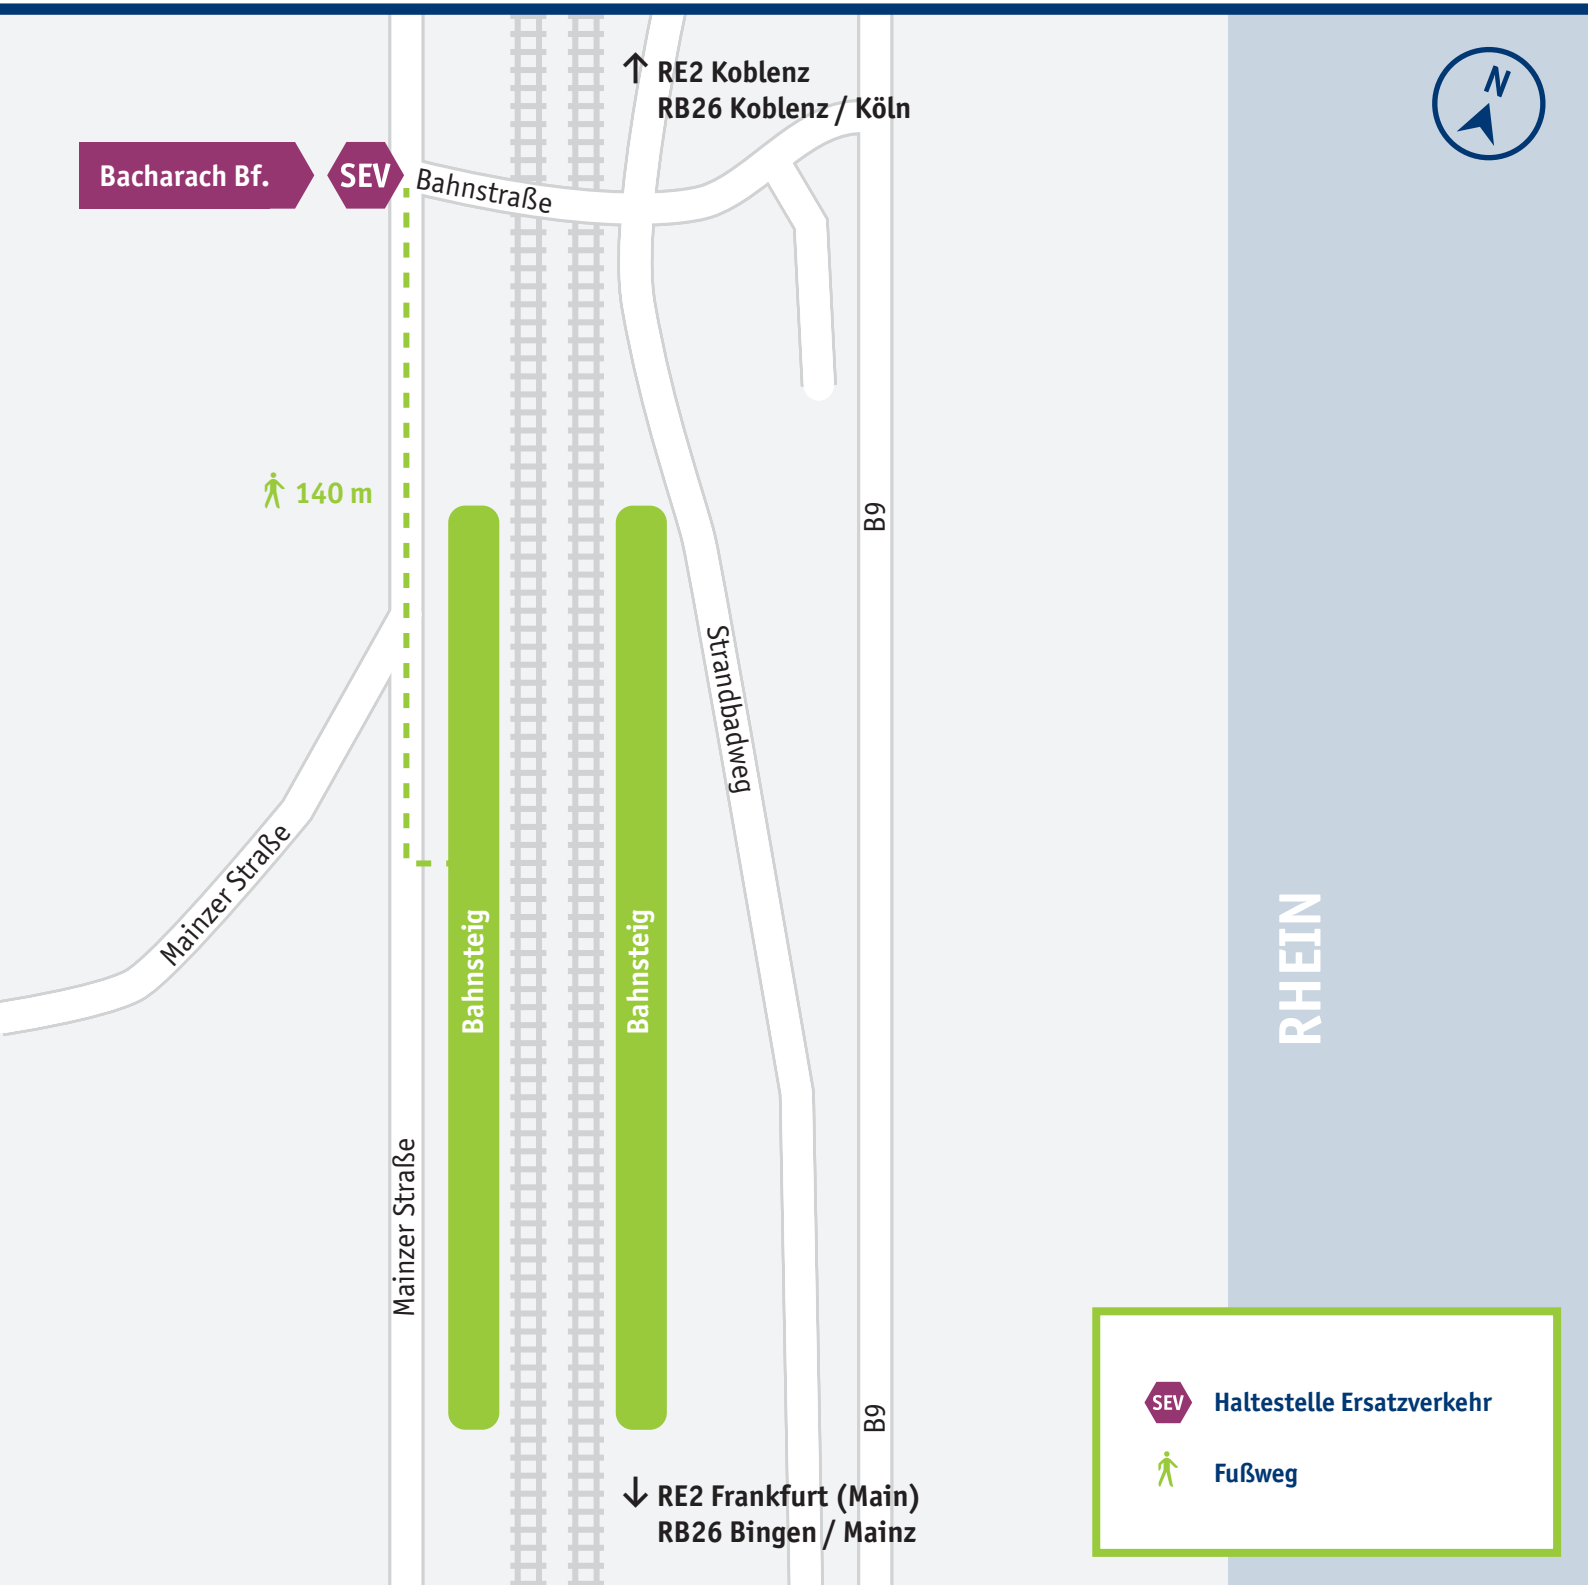 N
RE2 Koblenz
RB26 Koblenz / Köln
Bacharach Bf.
SEV
Bahnstraße
140 m
B9
Strandbadweg
Mainzer Straße
Bahnsteig
Bahnsteig
RHEIN
Mainzer Straße
B9
SEV Haltestelle Ersatzverkehr
Fußweg
RE2 Frankfurt (Main)
RB26 Bingen / Mainz